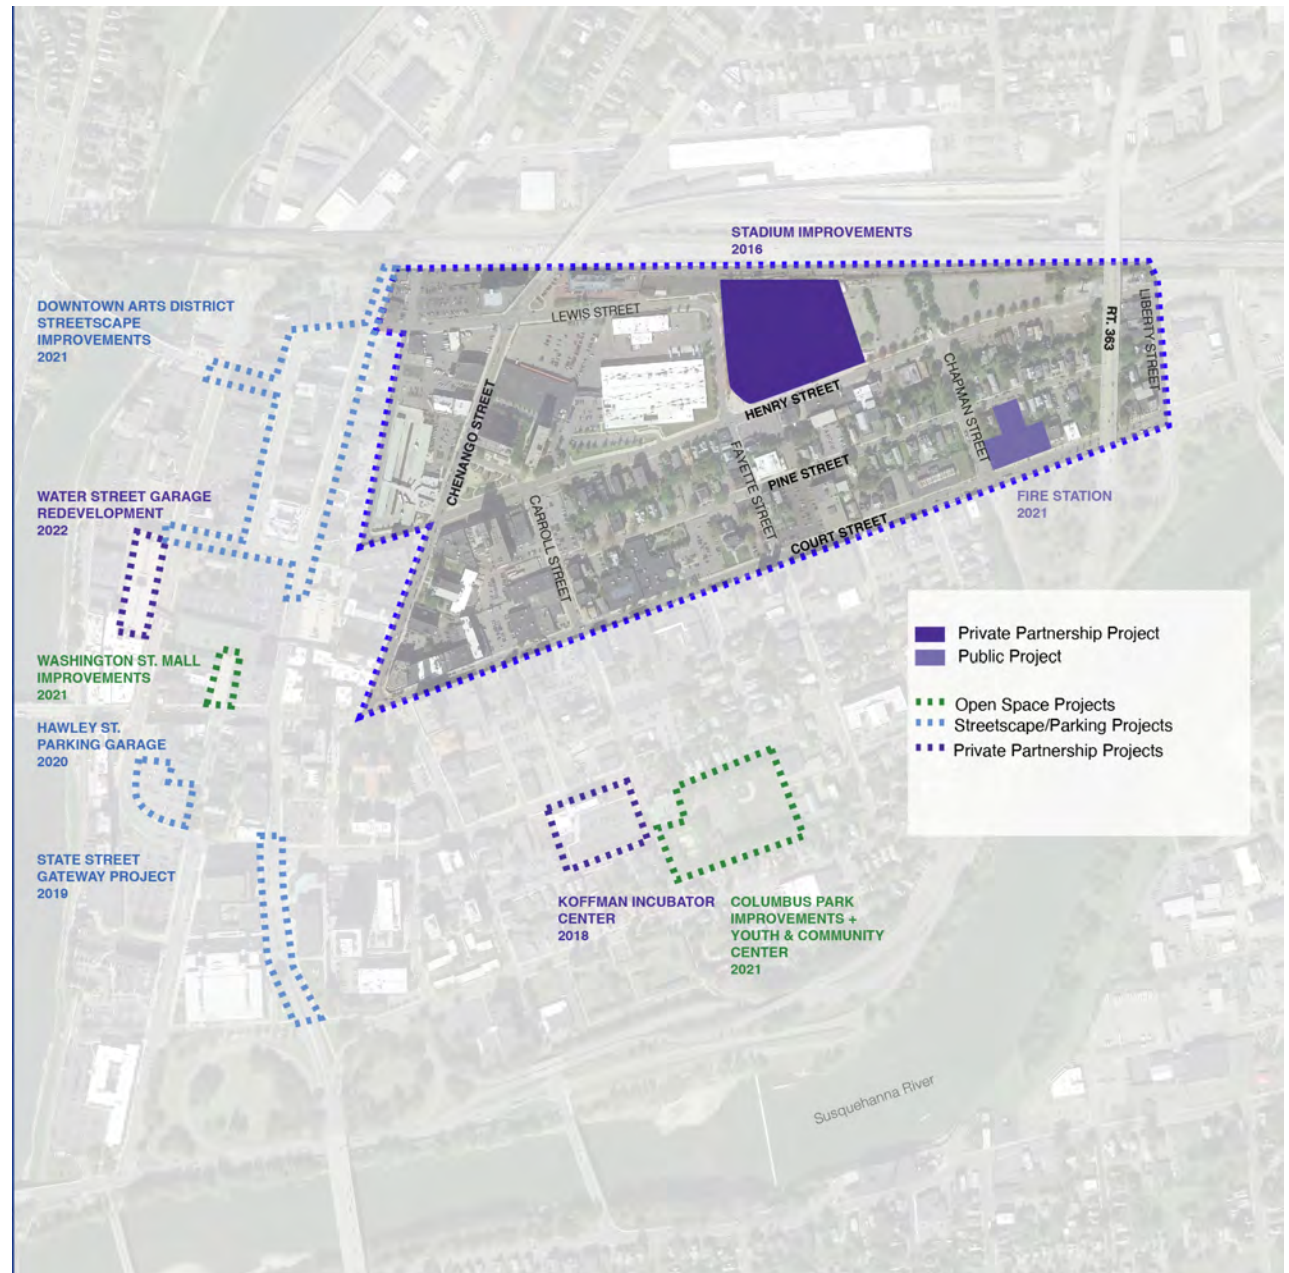 STADIUM IMPROVEMENTS
2016
DOWNTOWN ARTS DISTRICT
STREETSCAPE
IMPROVEMENTS
2021
LEWIS STREET
RT. 363
LIBERTY STREET
CHENANGO STREET
HENRY STREET
CHAPMAN STREET
FAYETTE STREET
PINE STREET
CARROLL STREET
COURT STREET
FIRE STATION
2021
WATER STREET GARAGE
REDEVELOPMENT
2022
WASHINGTON ST. MALL
IMPROVEMENTS
2021
HAWLEY ST.
PARKING GARAGE
2020
STATE STREET
GATEWAY PROJECT
2019
Private Partnership Project
Public Project
Open Space Projects
Streetscape/Parking Projects
Private Partnership Projects
KOFFMAN INCUBATOR
CENTER
2018
COLUMBUS PARK
IMPROVEMENTS +
YOUTH & COMMUNITY
CENTER
2021
Susquehanna River